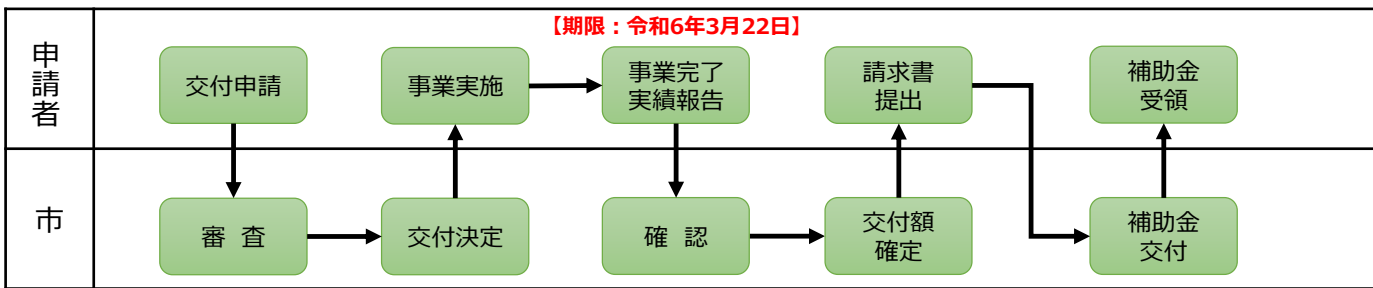 【期限：令和6年3月22日】
申請者
交付申請
事業実施
事業完了
実績報告
請求書
提出
補助金
受領
市
審 査
交付決定
確 認
交付額
確定
補助金
交付